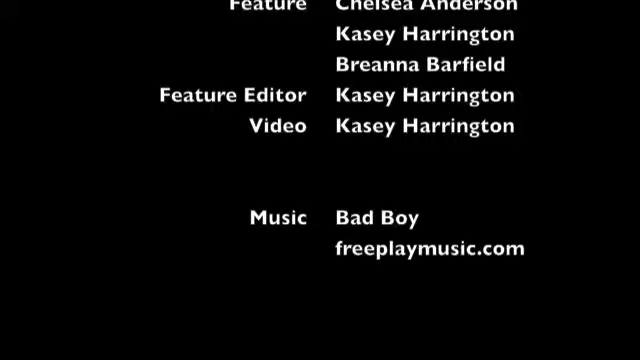 Feature Chelsea Anderson
Kasey Harrington
Breanna Barfield
Feature Editor Kasey Harrington
Video Kasey Harrington
Music Bad Boy
freeplaymusic.com